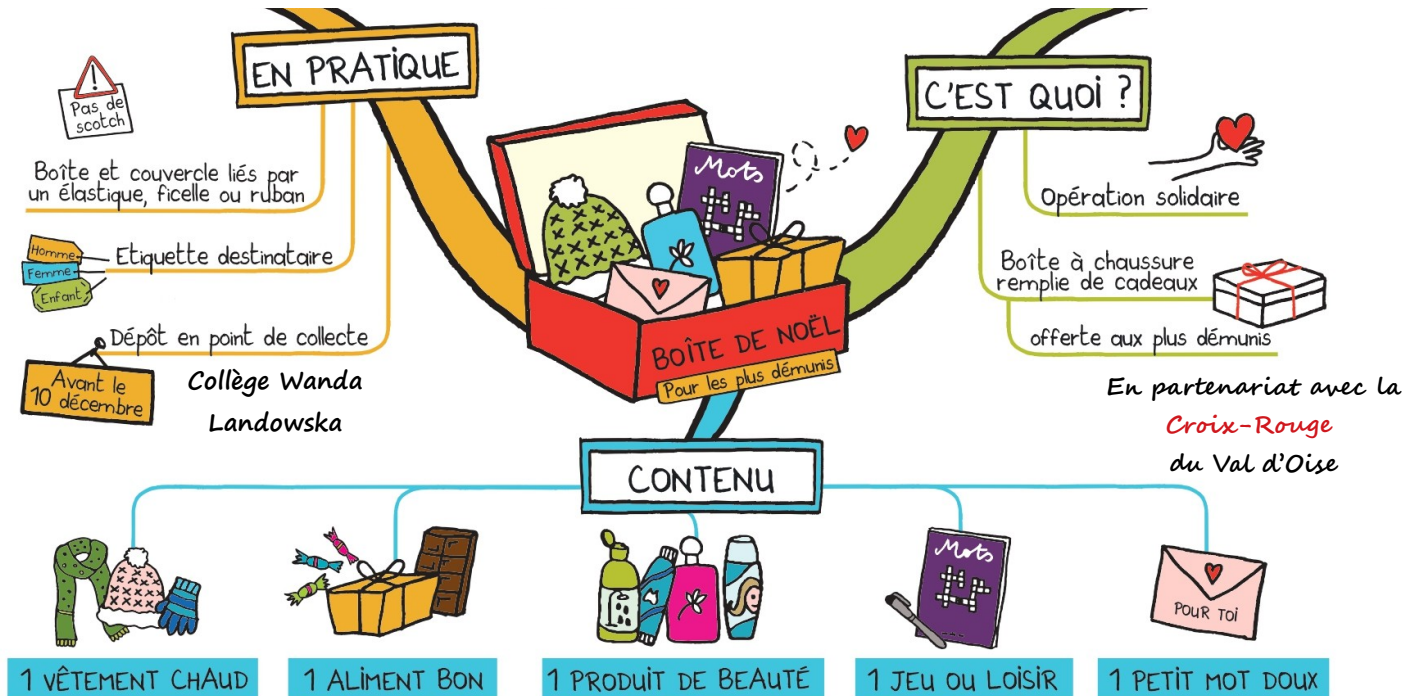 EN PRATIQUE
Pas de
scotch
Boîte et couvercle liés par
un élastique, ficelle ou ruban
Homme
Femme
Enfant
Etiquette destinataire
Dépôt en point de collecte
Avant le
10 décembre
Collège Wanda
Landowska
Mots
BOÎTE DE NOËL
Pour les plus démunis
C'EST QUOI ?
Opération solidaire
Boîte à chaussure
remplie de cadeaux
offerte aux plus démunis
En partenariat avec la
Croix-Rouge
du Val d'Oise
CONTENU
Mots
POUR TOI
1 VÊTEMENT CHAUD
1 ALIMENT BON
1 PRODUIT DE BEAUTÉ
1 JEU OU LOISIR
1 PETIT MOT DOUX